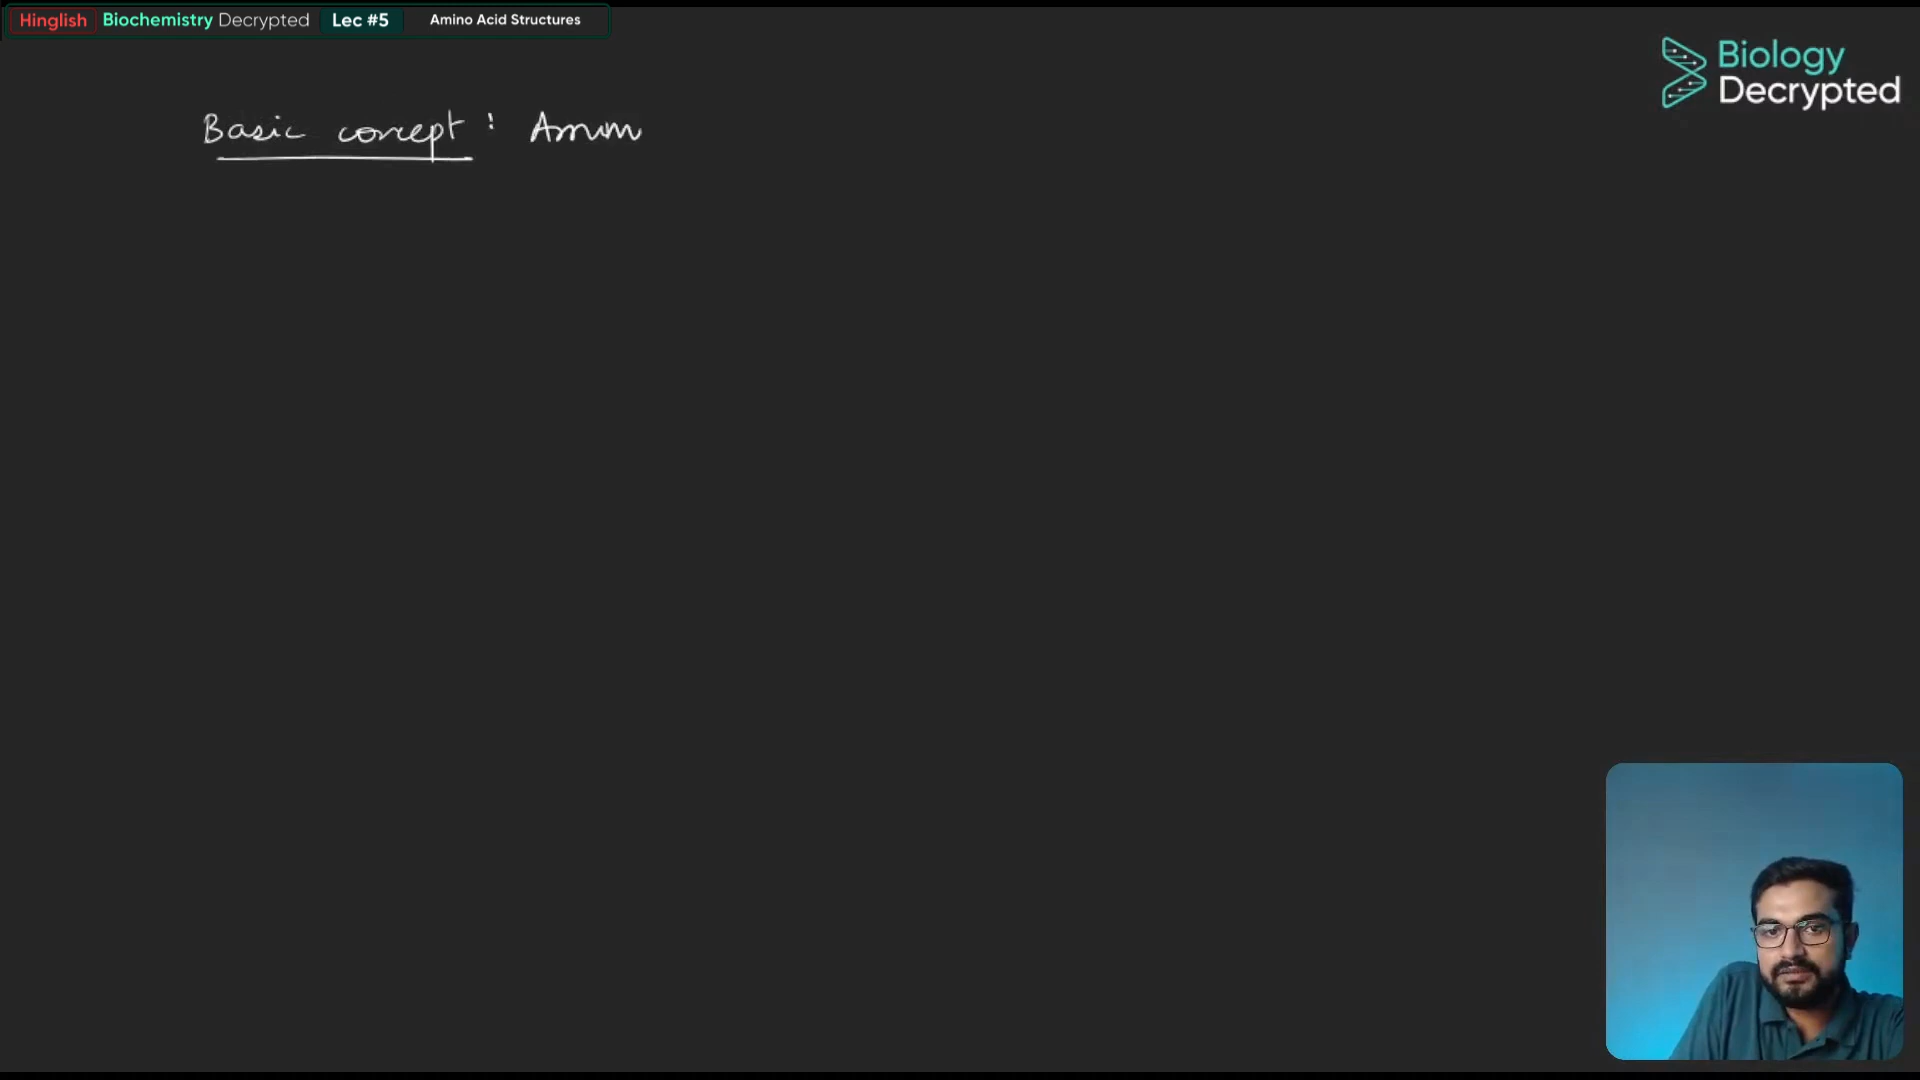 Hinglish Biochemistry Decrypted Lec #5 Amino Acid Structures
Biology
Decrypted
Basic concept : Amin